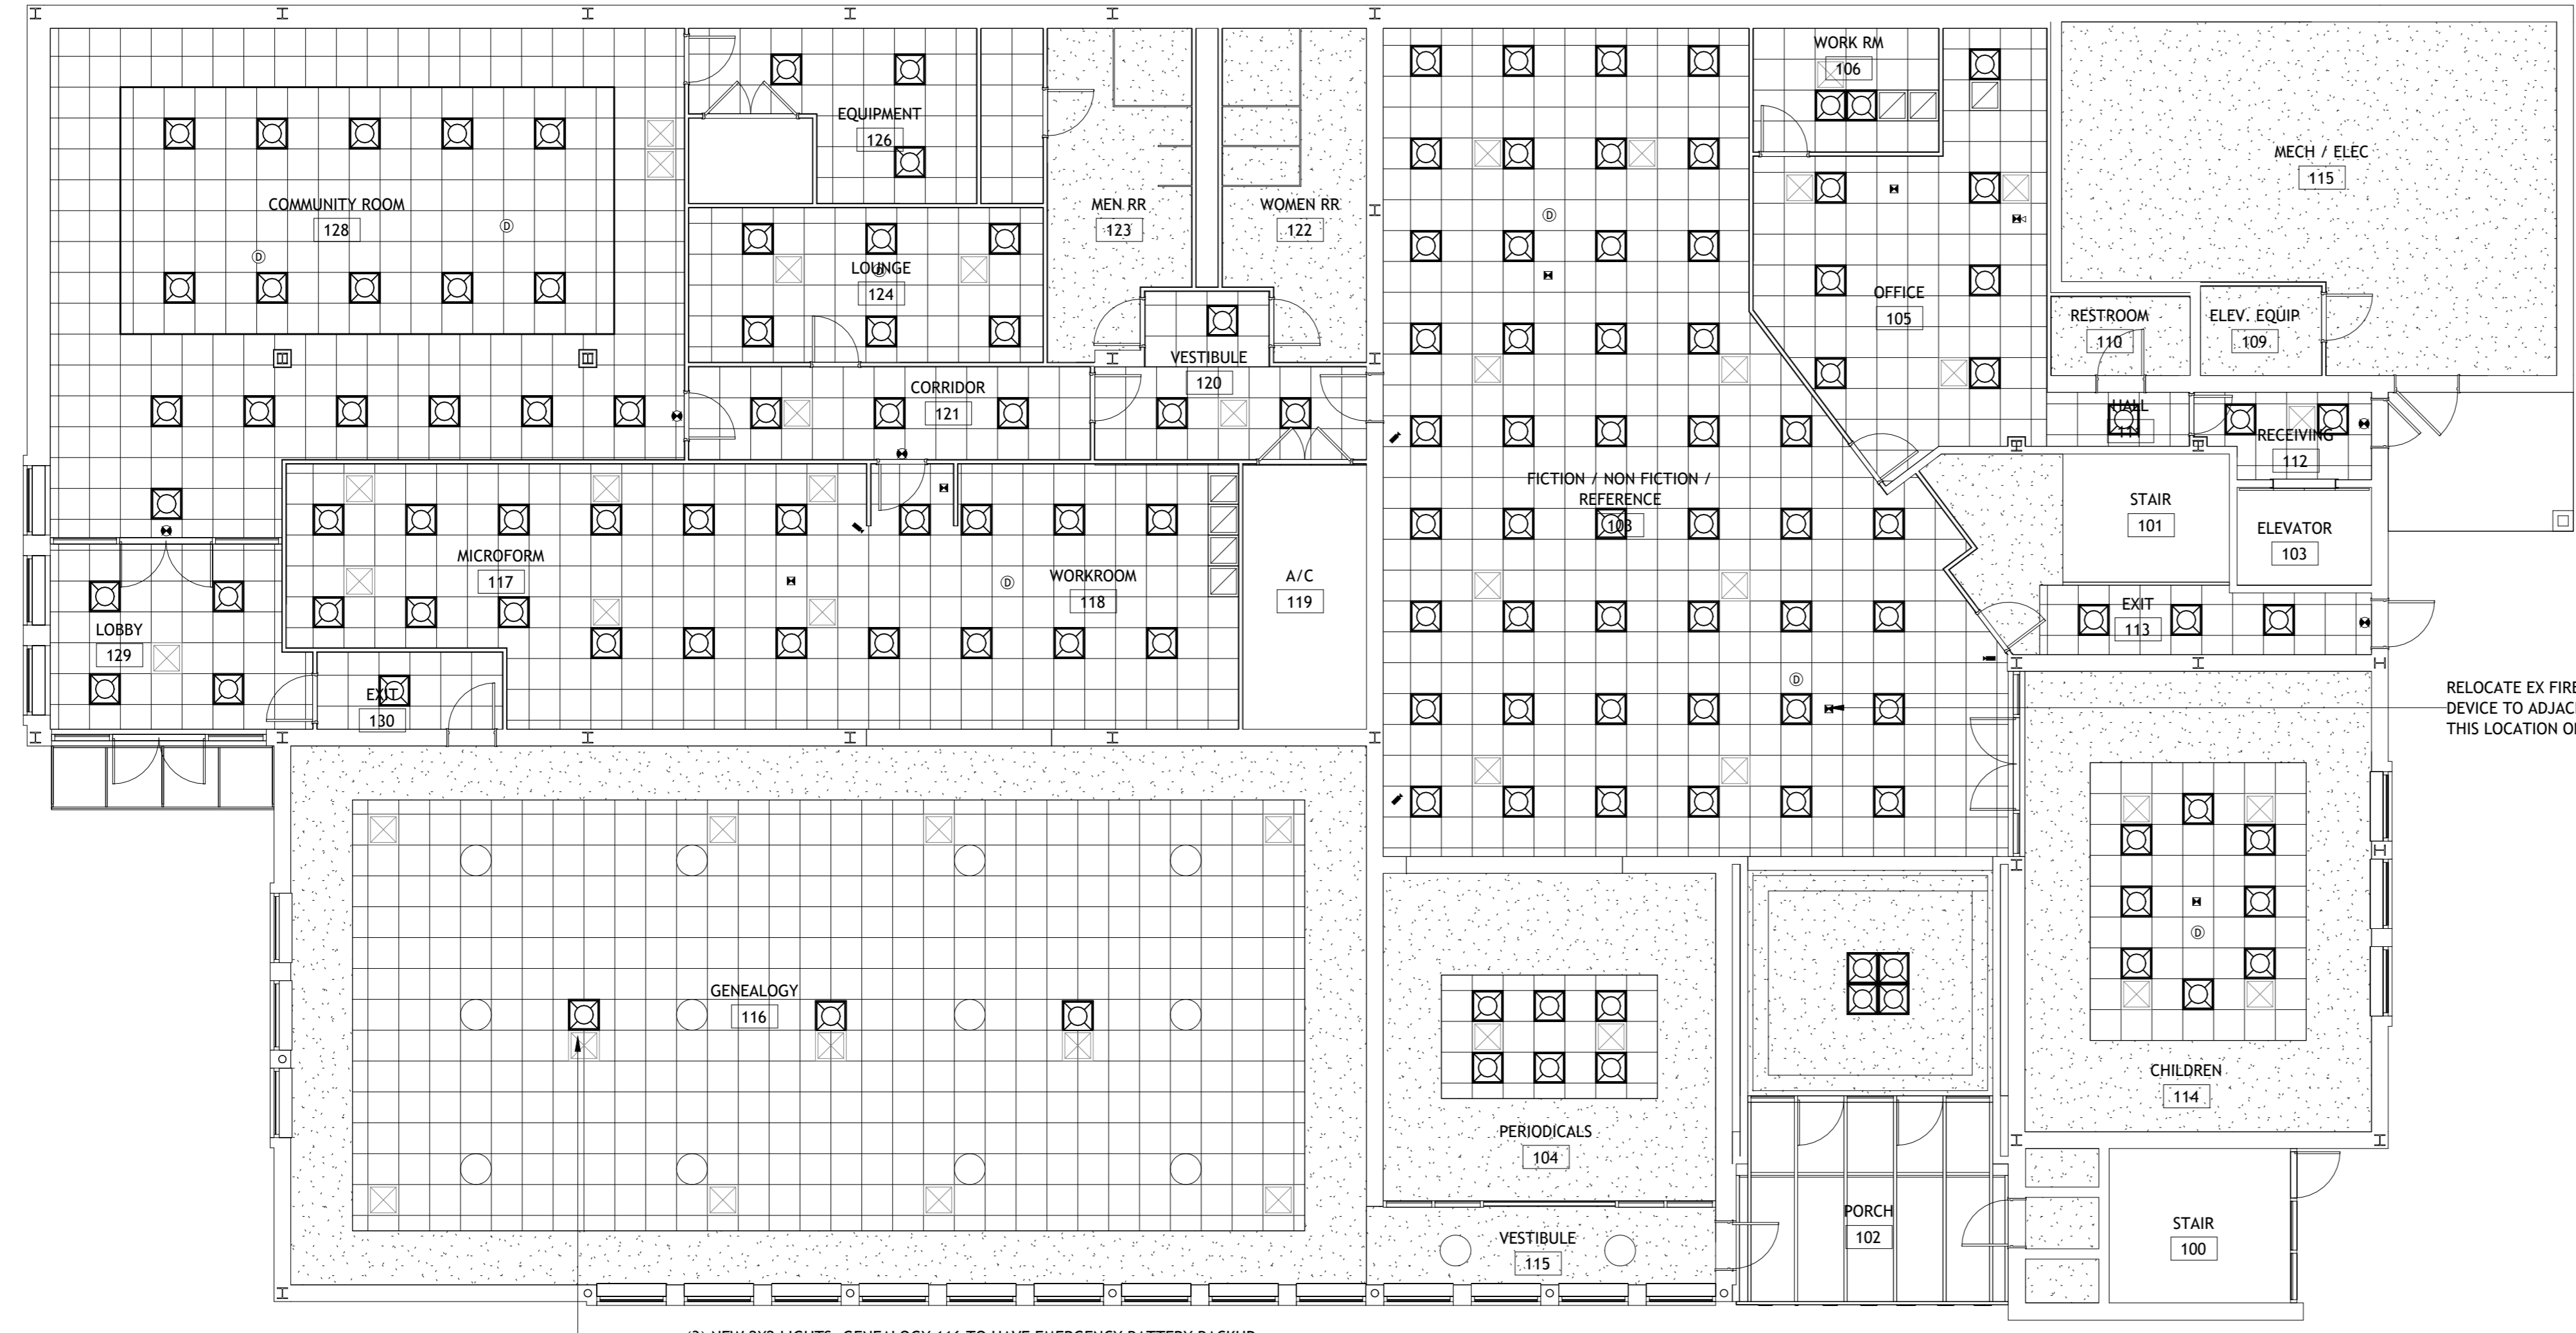 WORK RM
106
EQUIPMENT
126
MECH / ELEC
115
COMMUNITY ROOM
128
MEN RR
123
WOMEN RR
122
LOUNGE
124
OFFICE
105
RESTROOM
110
ELEV. EQUIP
109
VESTIBULE
120
CORRIDOR
121
HALL
111
RECEIVING
112
FICTION / NON FICTION /
REFERENCE
103
STAIR
101
ELEVATOR
103
MICROFORM
117
WORKROOM
118
A/C
119
EXIT
113
LOBBY
129
EXIT
130
RELOCATE EX FIRE
DEVICE TO
THIS LOCATION
GENEALOGY
116
CHILDREN
114
PERIODICALS
104
PORCH
102
STAIR
100
VESTIBULE
115
D
D
D
D
D
D
D